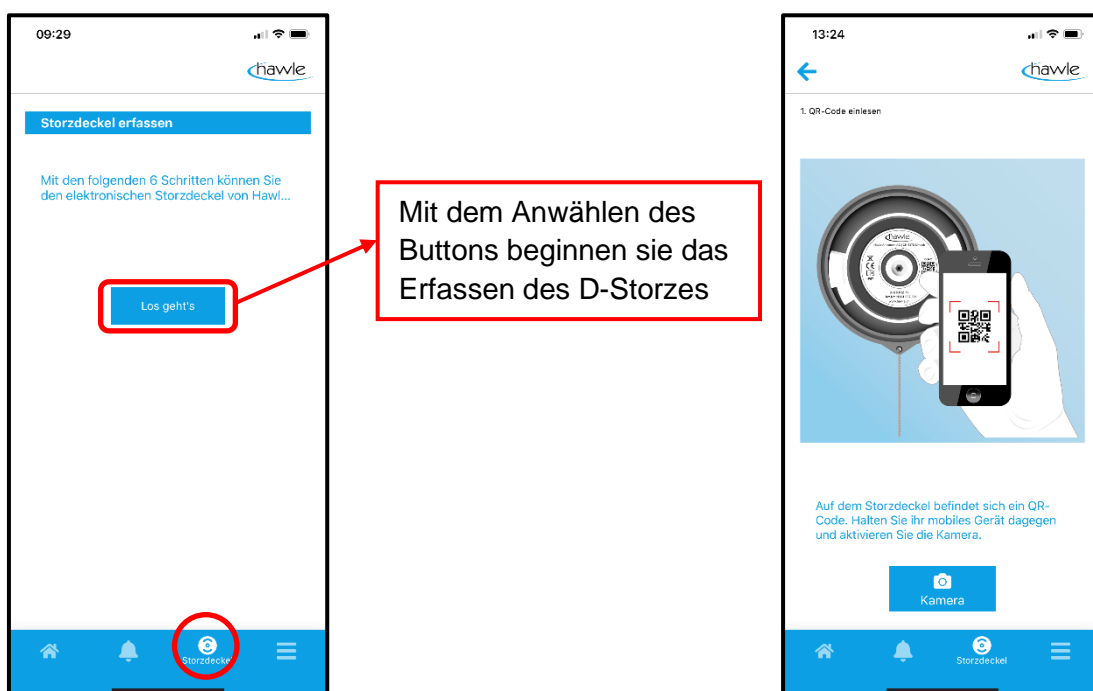 09:29
hawle
Storzdeckel erfassen
Mit den folgenden 6 Schritten können Sie
den elektronischen Storzdeckel von Hawl...
Los geht's
Storzdeckel
Mit dem Anwählen des
Buttons beginnen sie das
Erfassen des D-Storzes
13:24
hawle
1. QR-Code einlesen
hawle
Auf dem Storzdeckel befindet sich ein QR-
Code. Halten Sie ihr mobiles Gerät dagegen
und aktivieren Sie die Kamera.
Kamera
Storzdeckel